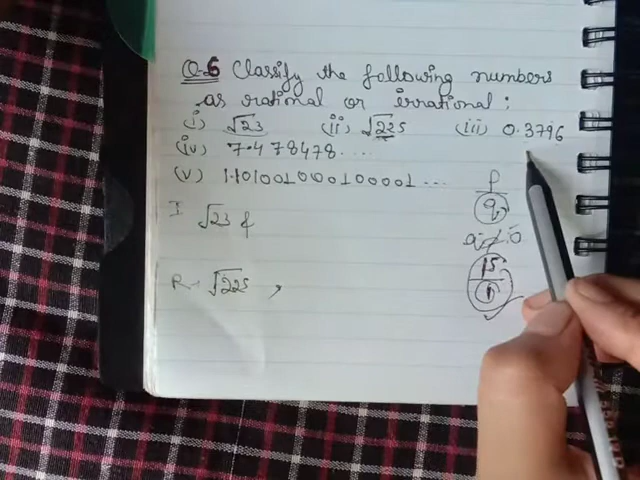 Q.6 Classify the following numbers
as rational or irrational :
(i) √23 (ii) √225 (iii) 0.3796
(iv) 7.478478....
(v) 1.101001000100001...
p
q
I √23
q ≠ 0
R √225 ,
15
1